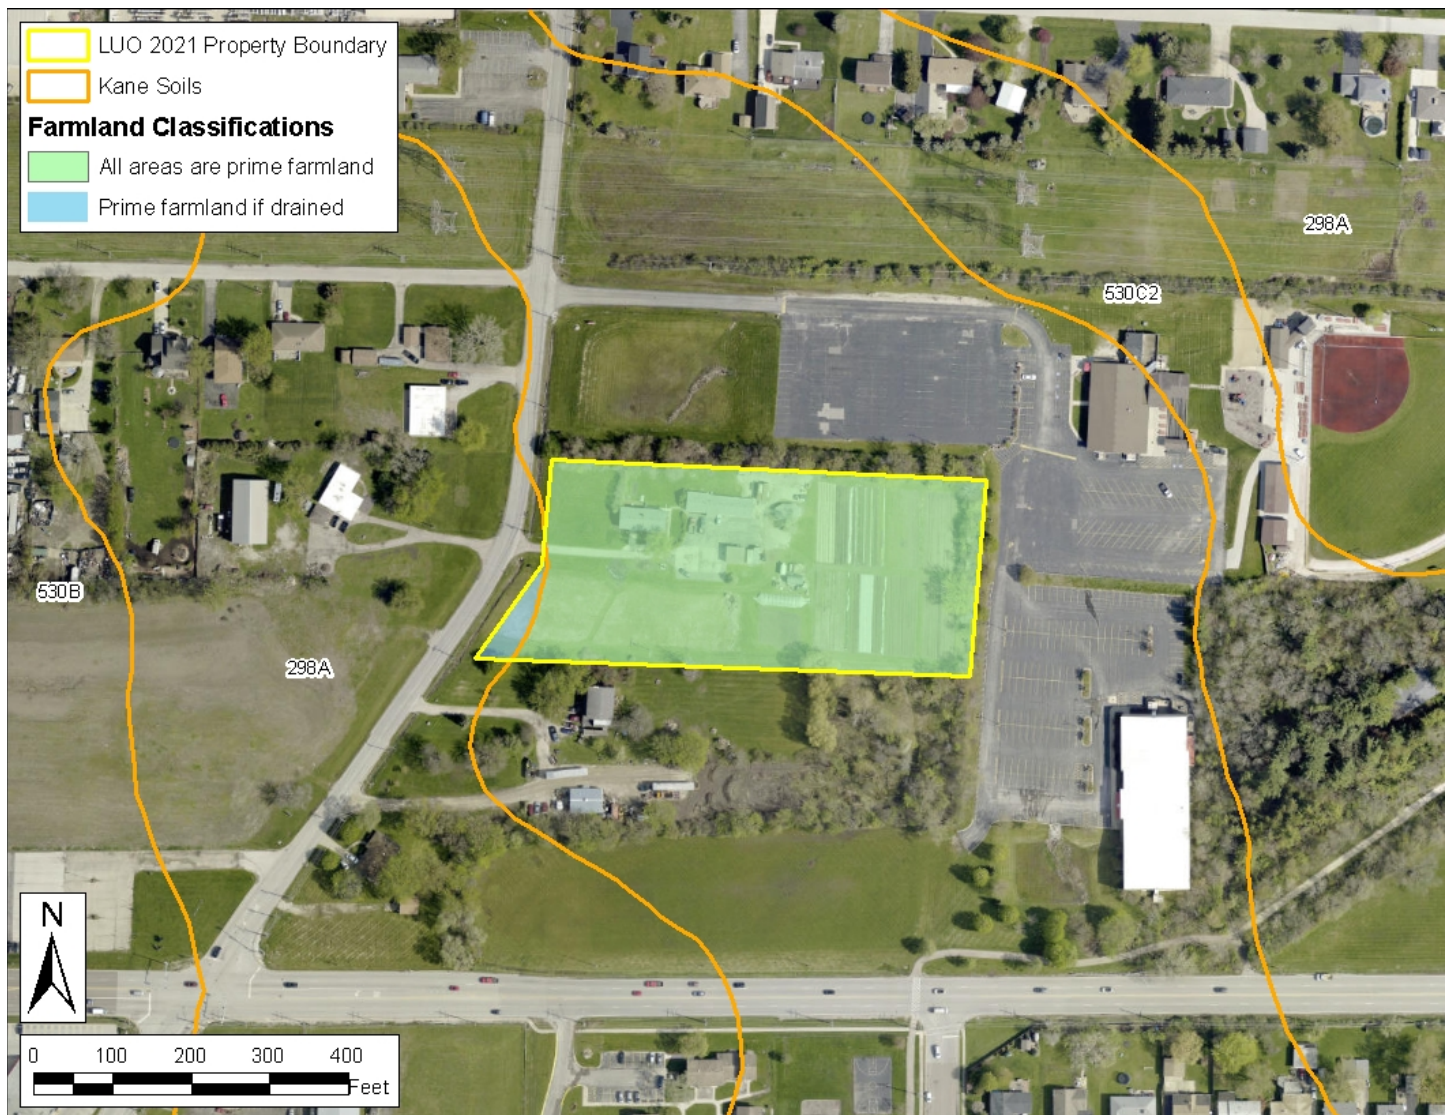 LUO 2021 Property Boundary
Kane Soils
Farmland Classifications
All areas are prime farmland
Prime farmland if drained
298A
530C2
530B
298A
N
0 100 200 300 400
Feet